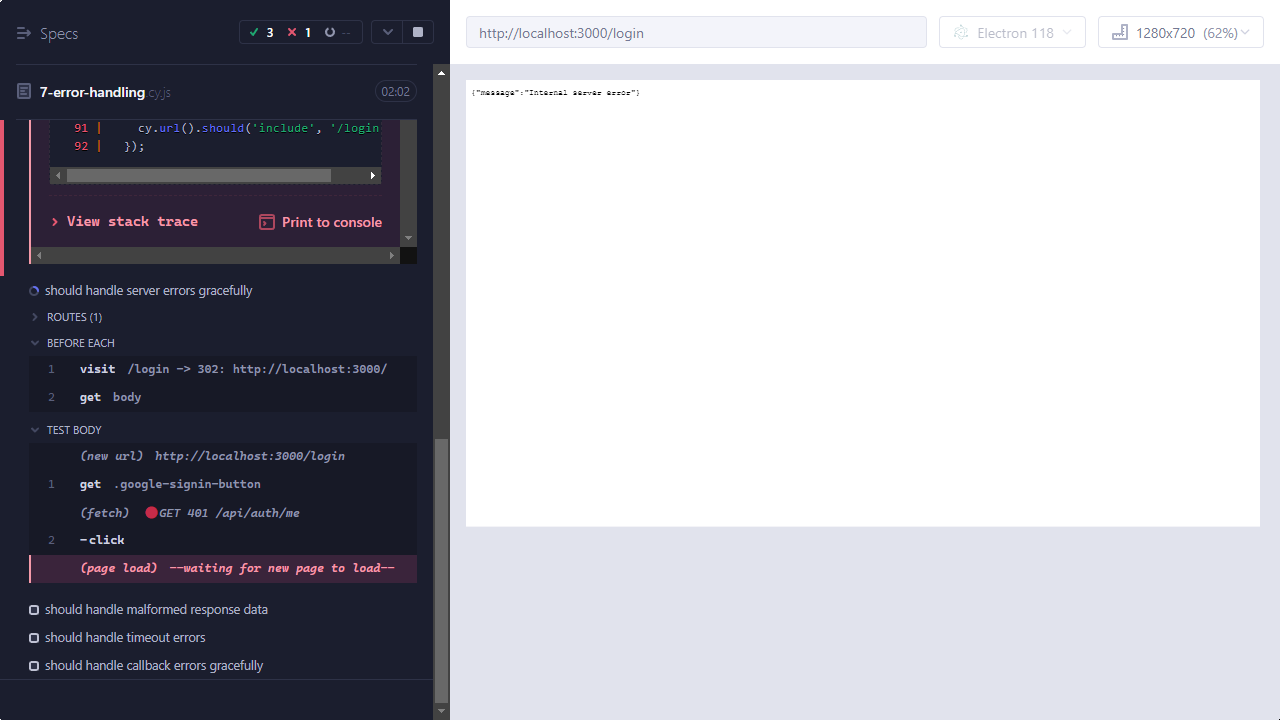 Specs
3 1 --
http://localhost:3000/login
Electron 118
1280x720 (62%)
7-error-handling.cy.js
02:02
{"message":"Internal server error"}
91 | cy.url().should('include', '/login
92 | });
View stack trace
Print to console
should handle server errors gracefully
ROUTES (1)
BEFORE EACH
1 visit /login -> 302: http://localhost:3000/
2 get body
TEST BODY
(new url) http://localhost:3000/login
1 get .google-signin-button
(fetch) GET 401 /api/auth/me
2 -click
(page load) --waiting for new page to load--
should handle malformed response data
should handle timeout errors
should handle callback errors gracefully